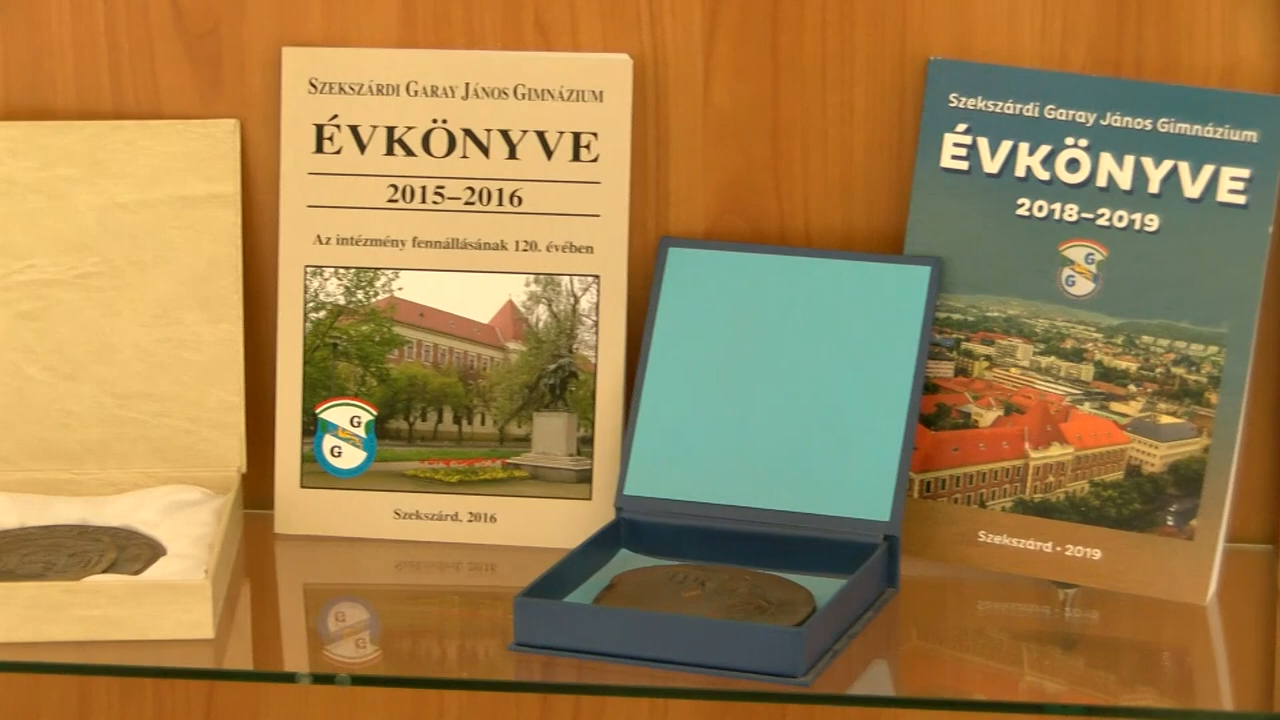 Szekszárdi Garay János Gimnázium
ÉVKÖNYVE
2015–2016
Az intézmény fennállásának 120. évében
G
G
Szekszárd, 2016
Szekszárdi Garay János Gimnázium
ÉVKÖNYVE
2018–2019
G
G
Szekszárd • 2019